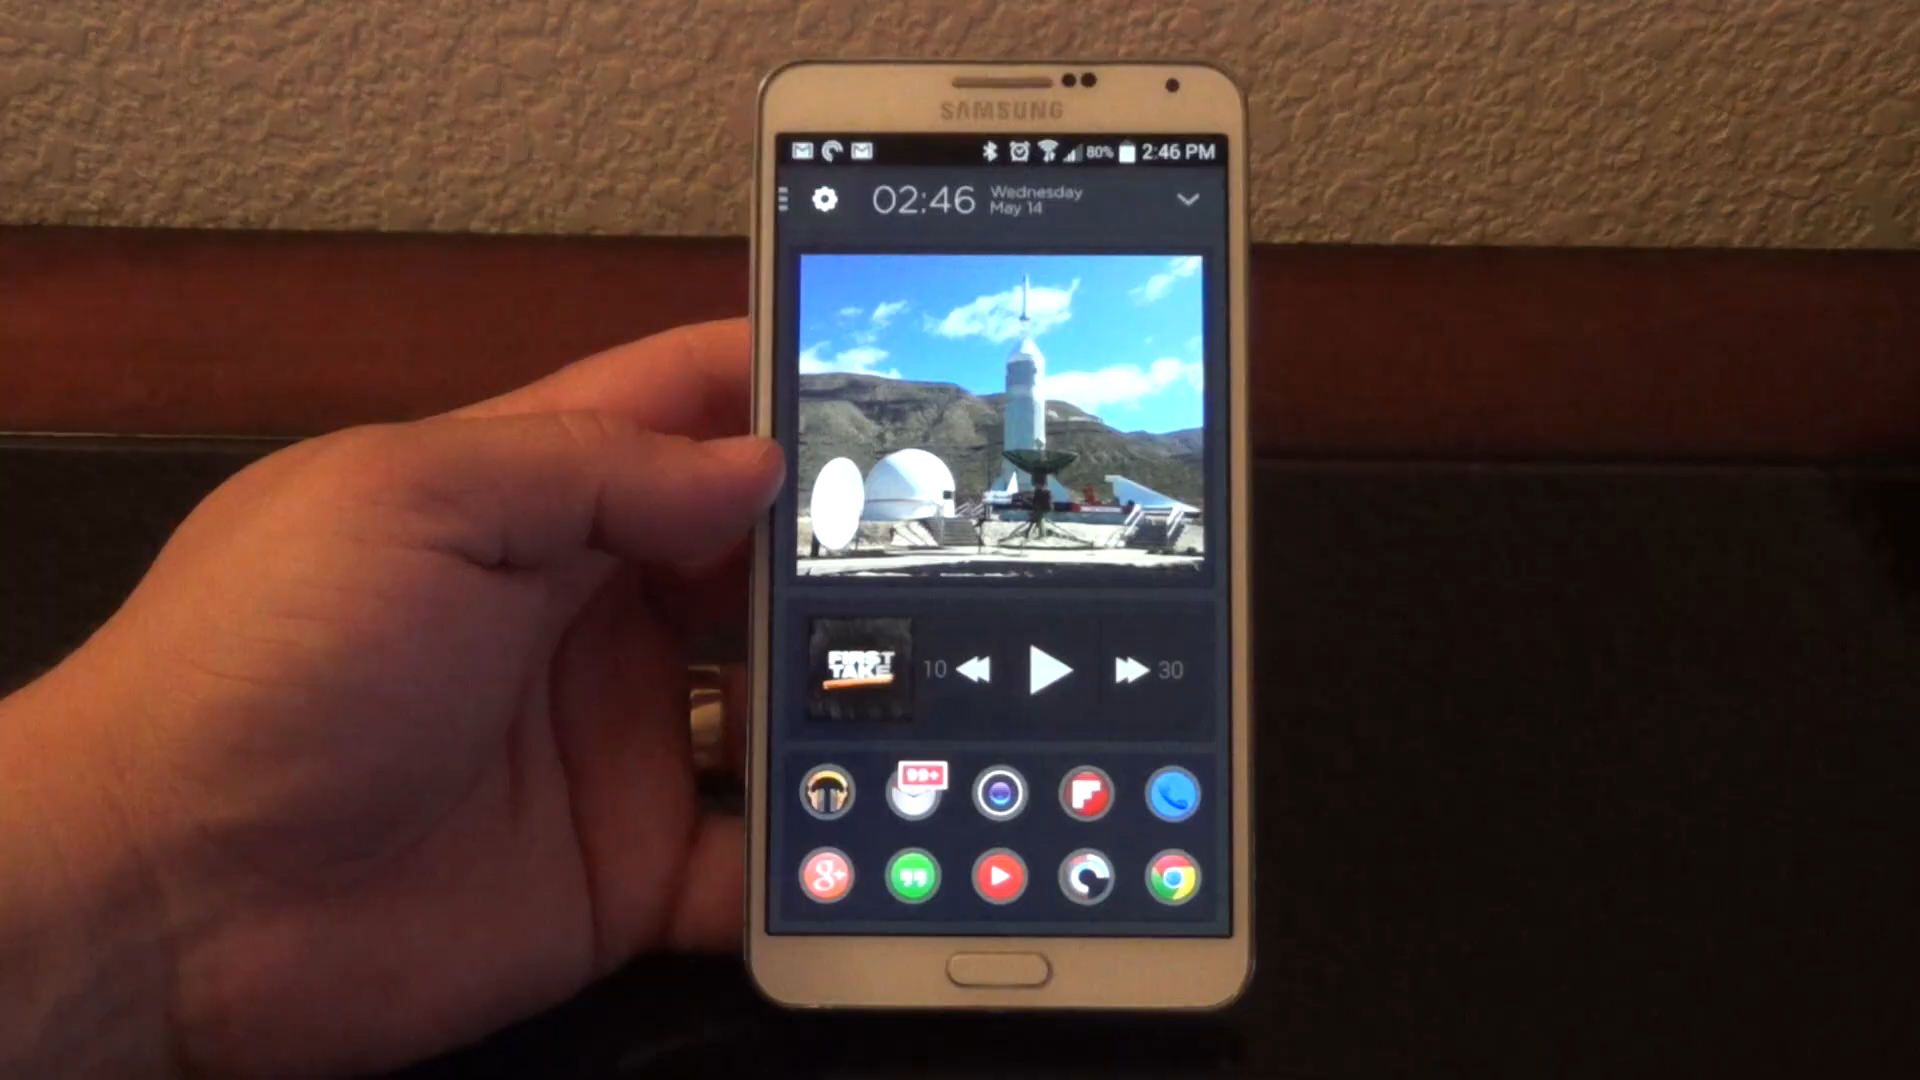 SAMSUNG
80% 2:46 PM
02:46 Wednesday
May 14
FIRST
TAKE
10 30
99+
g+